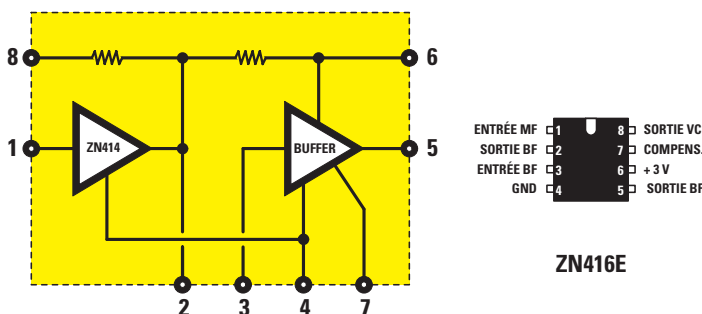 8
6
1
ZN414
BUFFER
5
2
3
4
7
ENTRÉE MF 1
8 SORTIE VC
SORTIE BF 2
7 COMPENS.
ENTRÉE BF 3
6 + 3 V
GND 4
5 SORTIE BF
ZN416E